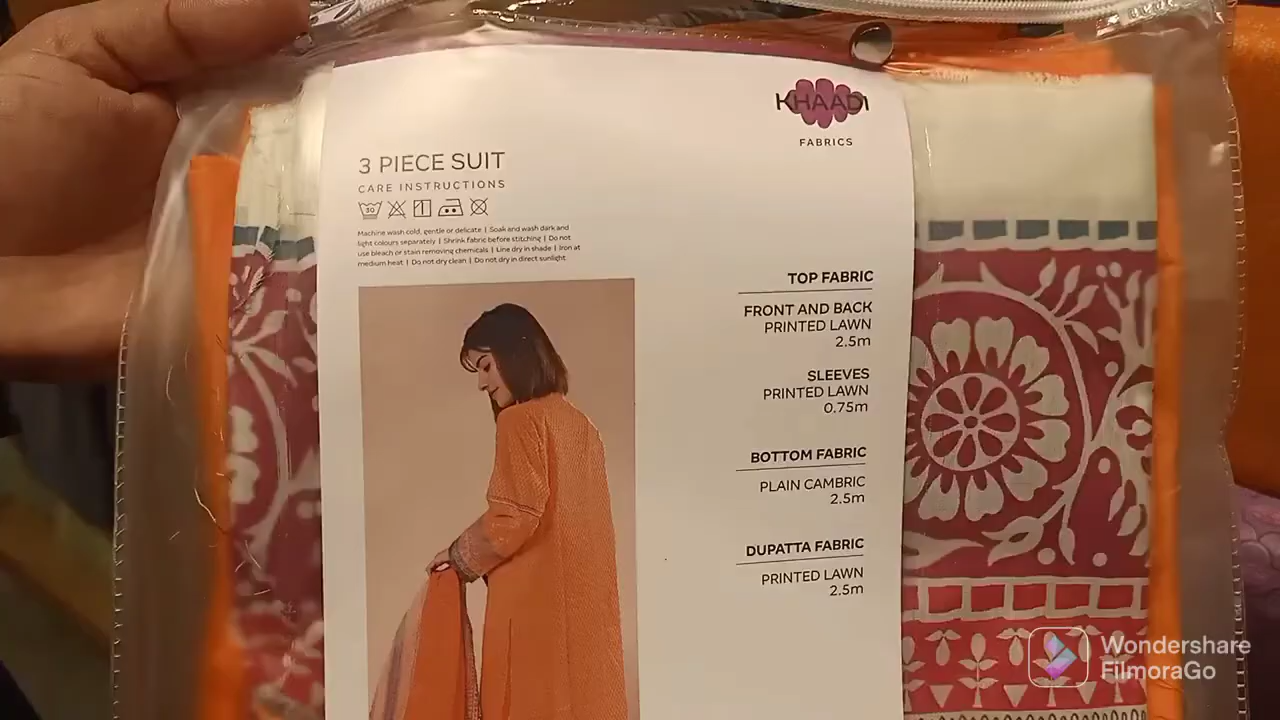 KHAADI
FABRICS
3 PIECE SUIT
CARE INSTRUCTIONS
30
Machine wash cold, gentle or delicate | Soak and wash dark and
light colours separately | Shrink fabric before stitching | Do not
use bleach or stain removing chemicals | Line dry in shade | Iron at
medium heat | Do not dry clean | Do not dry in direct sunlight
TOP FABRIC
FRONT AND BACK
PRINTED LAWN
2.5m
SLEEVES
PRINTED LAWN
0.75m
BOTTOM FABRIC
PLAIN CAMBRIC
2.5m
DUPATTA FABRIC
PRINTED LAWN
2.5m
Wondershare
FilmoraGo